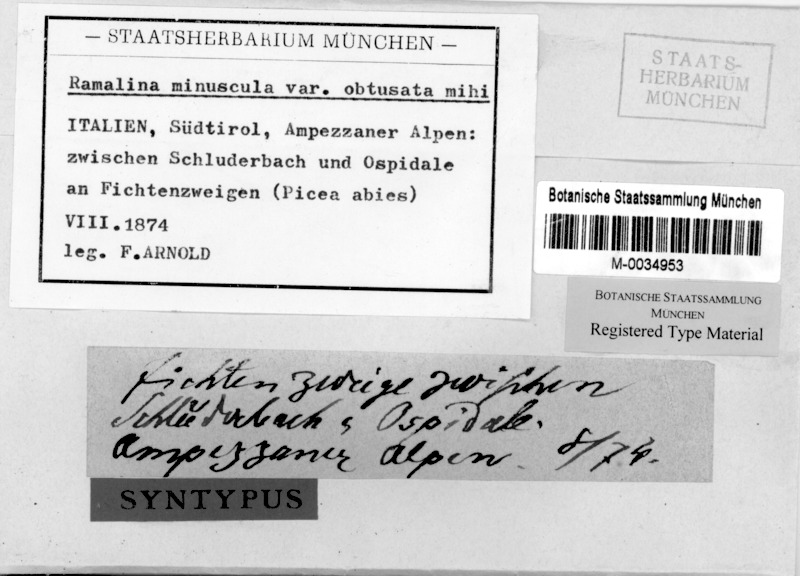 — STAATSHERBARIUM MÜNCHEN —
Ramalina minuscula var. obtusata mihi
ITALIEN, Südtirol, Ampezzaner Alpen:
zwischen Schluderbach und Ospidale
an Fichtenzweigen (Picea abies)
VIII.1874
leg. F.ARNOLD
STAATS-
HERBARIUM
MÜNCHEN
Botanische Staatssammlung München
M-0034953
BOTANISCHE STAATSSAMMLUNG
MÜNCHEN
Registered Type Material
Fichtenzweige zwischen
Schluderbach u Ospidale.
Ampezzaner Alpen. 8/74.
SYNTYPUS